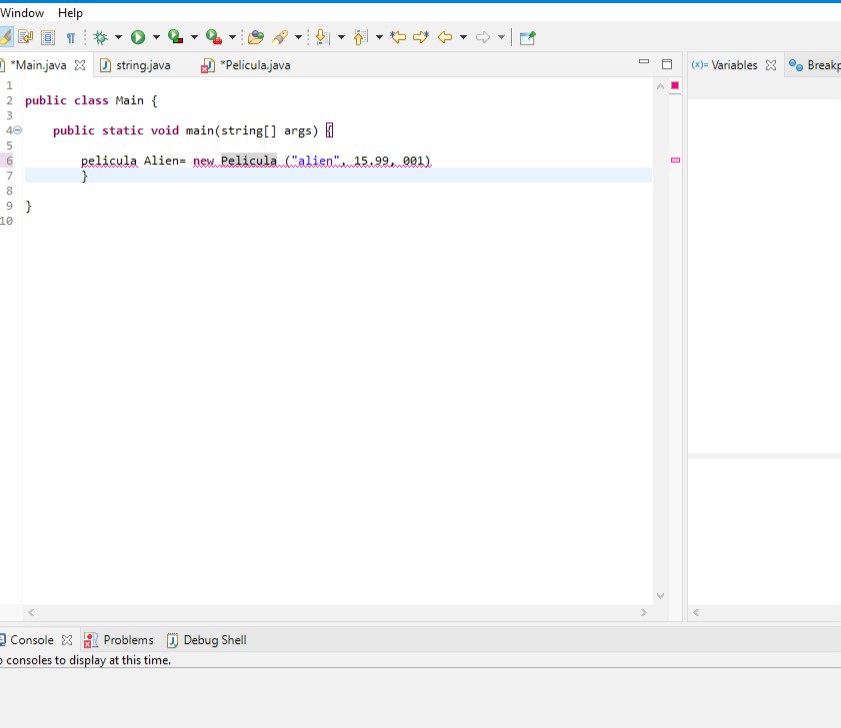 Window Help
*Main.java string.java *Pelicula.java
(x)= Variables
1
2 public class Main {
3
4 public static void main(string[] args) {
5
6 pelicula Alien= new Pelicula ("alien", 15.99, 001)
7 }
8
9 }
10
Console Problems Debug Shell
consoles to display at this time.